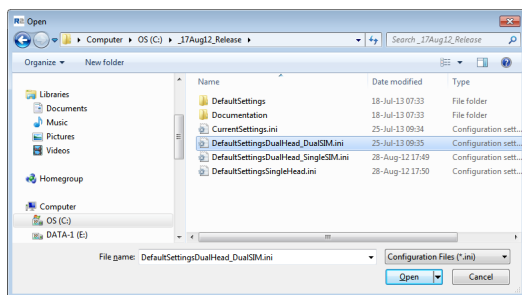 Open
Computer ▸ OS (C:) ▸ _17Aug12_Release ▸
Search _17Aug12_Release
Organize New folder
Name Date modified Type
Libraries
Documents
Music
Pictures
Videos
Homegroup
Computer
OS (C:)
DATA-1 (E:)
DefaultSettings 18-Jul-13 07:33 File folder
Documentation 18-Jul-13 07:33 File folder
CurrentSettings.ini 25-Jul-13 09:34 Configuration sett...
DefaultSettingsDualHead_DualSIM.ini 25-Jul-13 09:35 Configuration sett...
DefaultSettingsDualHead_SingleSIM.ini 28-Aug-12 17:49 Configuration sett...
DefaultSettingsSingleHead.ini 28-Aug-12 17:50 Configuration sett...
File name: DefaultSettingsDualHead_DualSIM.ini
Configuration Files (*.ini)
Open Cancel